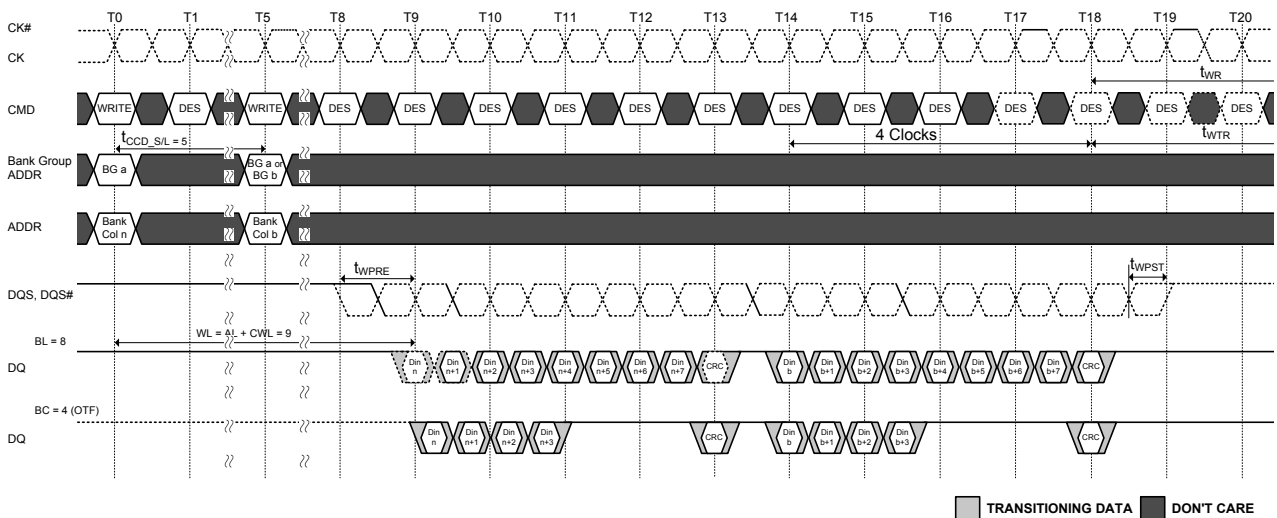 T0 T1 T5 T8 T9 T10 T11 T12 T13 T14 T15 T16 T17 T18 T19 T20
CK#
CK
tWR
CMD
WRITE DES WRITE DES DES DES DES DES DES DES DES DES DES DES DES DES
tCCD_S/L = 5
4 Clocks
tWTR
Bank Group
ADDR
BG a
BG a or
BG b
ADDR
Bank
Col n
Bank
Col b
tWPRE
tWPST
DQS, DQS#
WL = AL + CWL = 9
BL = 8
DQ
Din
n
Din
n+1
Din
n+2
Din
n+3
Din
n+4
Din
n+5
Din
n+6
Din
n+7
CRC
Din
b
Din
b+1
Din
b+2
Din
b+3
Din
b+4
Din
b+5
Din
b+6
Din
b+7
CRC
BC = 4 (OTF)
DQ
Din
n
Din
n+1
Din
n+2
Din
n+3
CRC
Din
b
Din
b+1
Din
b+2
Din
b+3
CRC
TRANSITIONING DATA
DON'T CARE